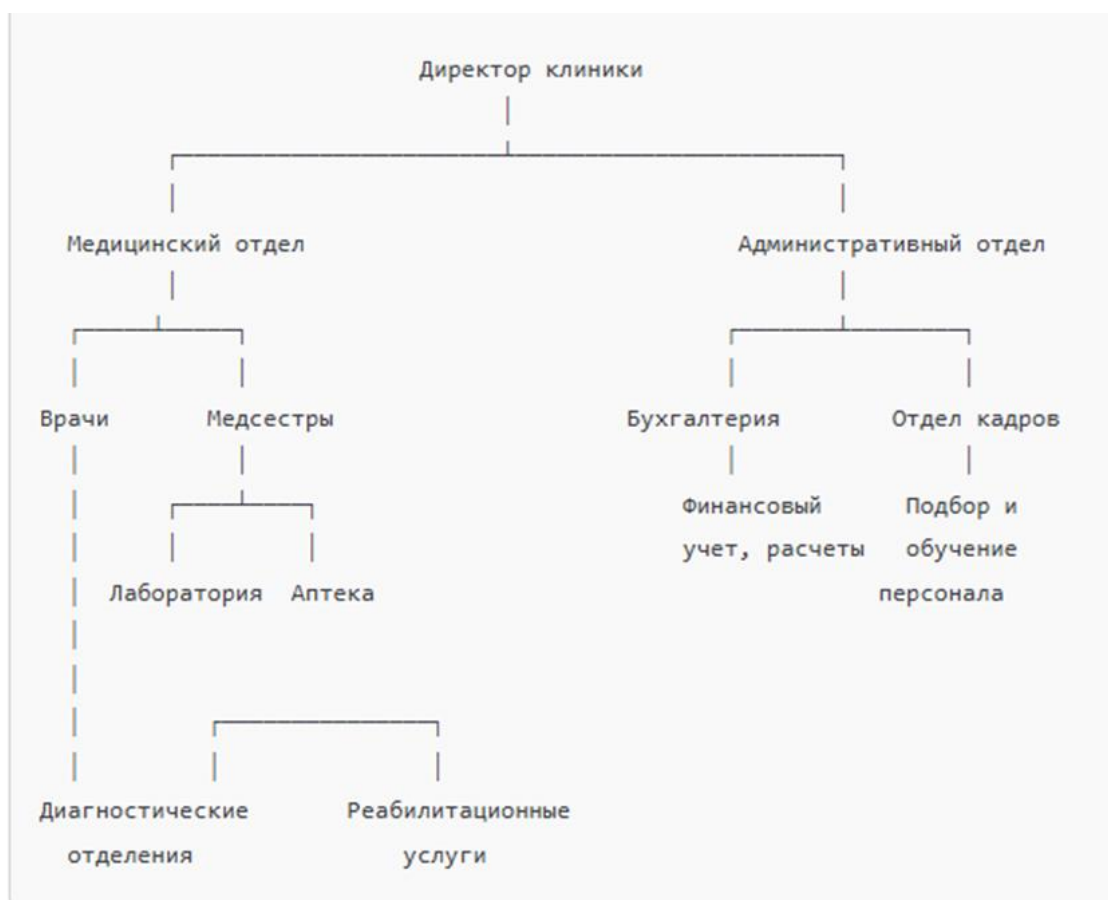 Директор клиники
Медицинский отдел Административный отдел
Врачи Медсестры Бухгалтерия Отдел кадров
Финансовый Подбор и
учет, расчеты обучение
Лаборатория Аптека персонала
Диагностические Реабилитационные
отделения услуги